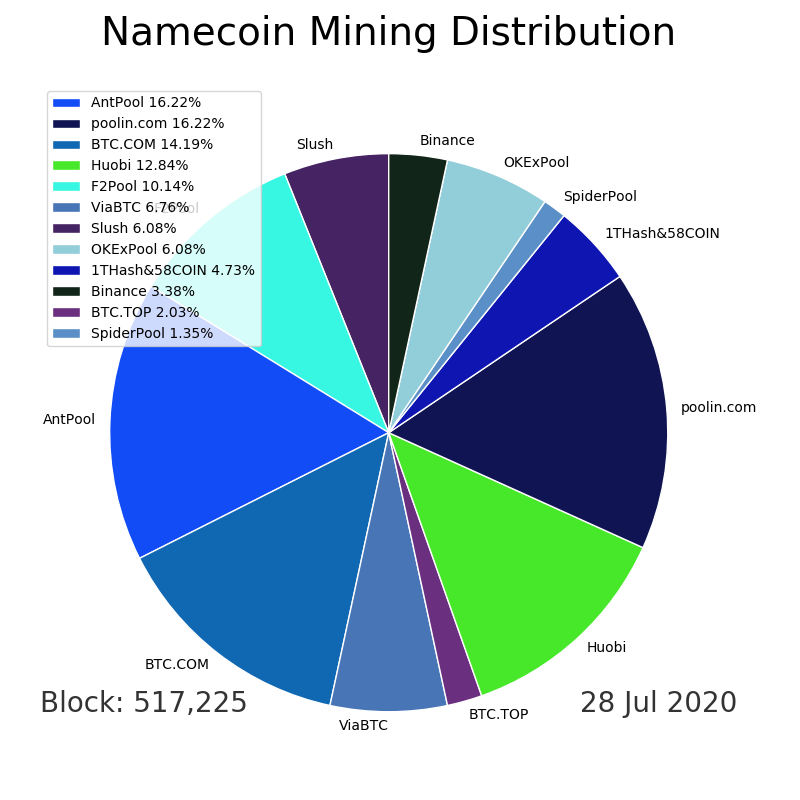 Namecoin Mining Distribution
AntPool 16.22%
poolin.com 16.22%
BTC.COM 14.19%
Huobi 12.84%
F2Pool 10.14%
ViaBTC 6.76%
Slush 6.08%
OKExPool 6.08%
1THash&58COIN 4.73%
Binance 3.38%
BTC.TOP 2.03%
SpiderPool 1.35%
Slush
Binance
OKExPool
SpiderPool
1THash&58COIN
F2Pool
AntPool
poolin.com
BTC.COM
Huobi
ViaBTC
BTC.TOP
Block: 517,225
28 Jul 2020